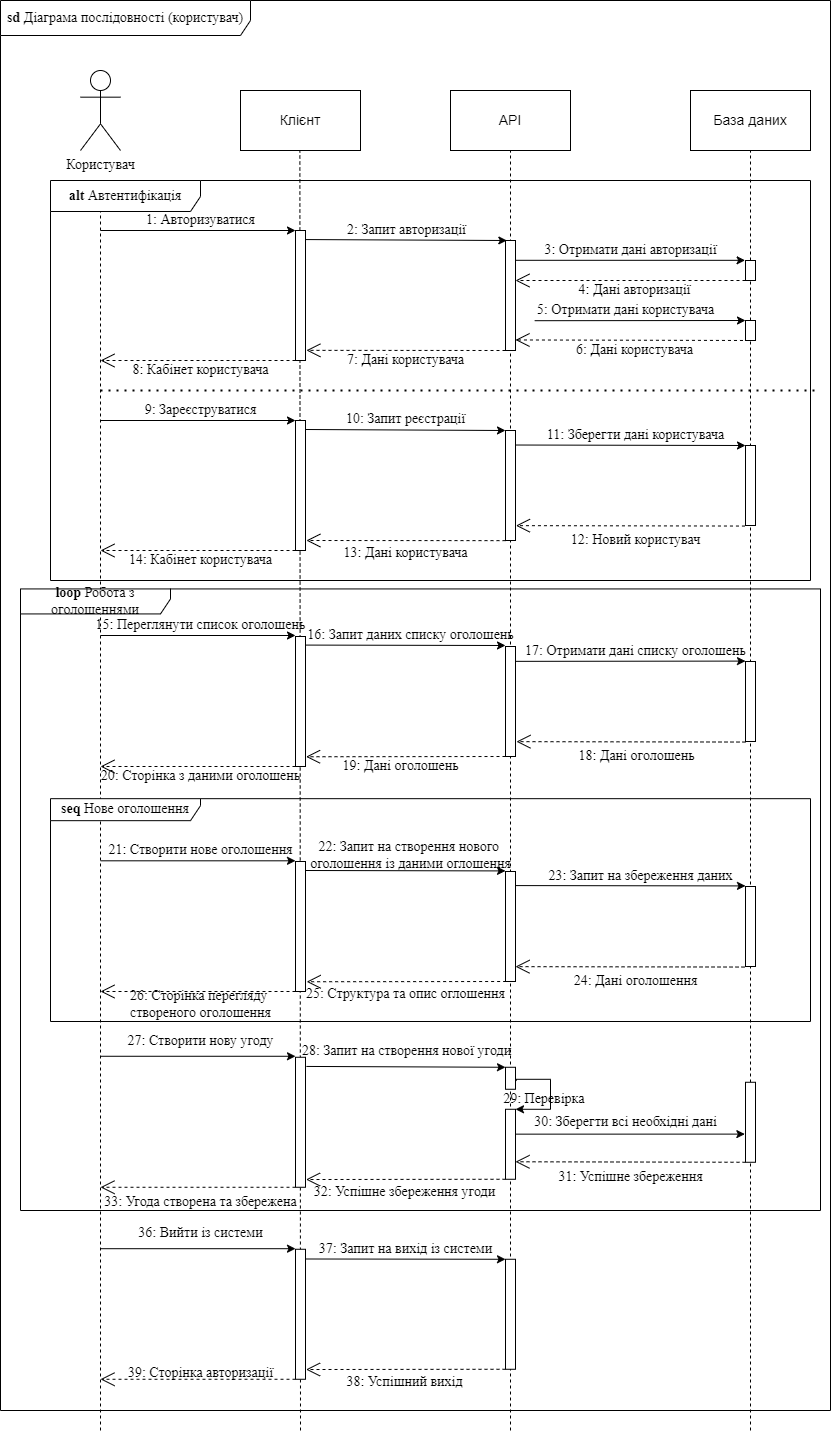 sd Діаграма послідовності (користувач)
Користувач
Клієнт
API
База даних
alt Автентифікація
1: Авторизуватися
2: Запит авторизації
3: Отримати дані авторизації
4: Дані авторизації
5: Отримати дані користувача
6: Дані користувача
7: Дані користувача
8: Кабінет користувача
9: Зареєструватися
10: Запит реєстрації
11: Зберегти дані користувача
12: Новий користувач
13: Дані користувача
14: Кабінет користувача
loop Робота з
оголошеннями
15: Переглянути список оголошень
16: Запит даних списку оголошень
17: Отримати дані списку оголошень
18: Дані оголошень
19: Дані оголошень
20: Сторінка з даними оголошень
seq Нове оголошення
21: Створити нове оголошення
22: Запит на створення нового
оголошення із даними оглошення
23: Запит на збереження даних
24: Дані оголошення
25: Структура та опис оглошення
26: Сторінка перегляду
створеного оголошення
27: Створити нову угоду
28: Запит на створення нової угоди
29: Перевірка
30: Зберегти всі необхідні дані
31: Успішне збереження
32: Успішне збереження угоди
33: Угода створена та збережена
36: Вийти із системи
37: Запит на вихід із системи
38: Успішний вихід
39: Сторінка авторизації